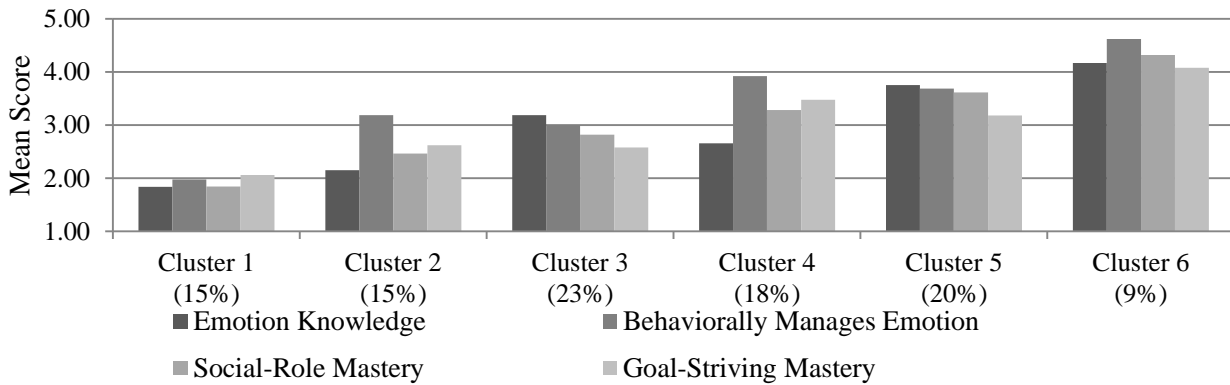 5.00
4.00
3.00
2.00
1.00
Mean Score
Cluster 1 Cluster 2 Cluster 3 Cluster 4 Cluster 5 Cluster 6
(15%) (15%) (23%) (18%) (20%) (9%)
Emotion Knowledge Behaviorally Manages Emotion
Social-Role Mastery Goal-Striving Mastery